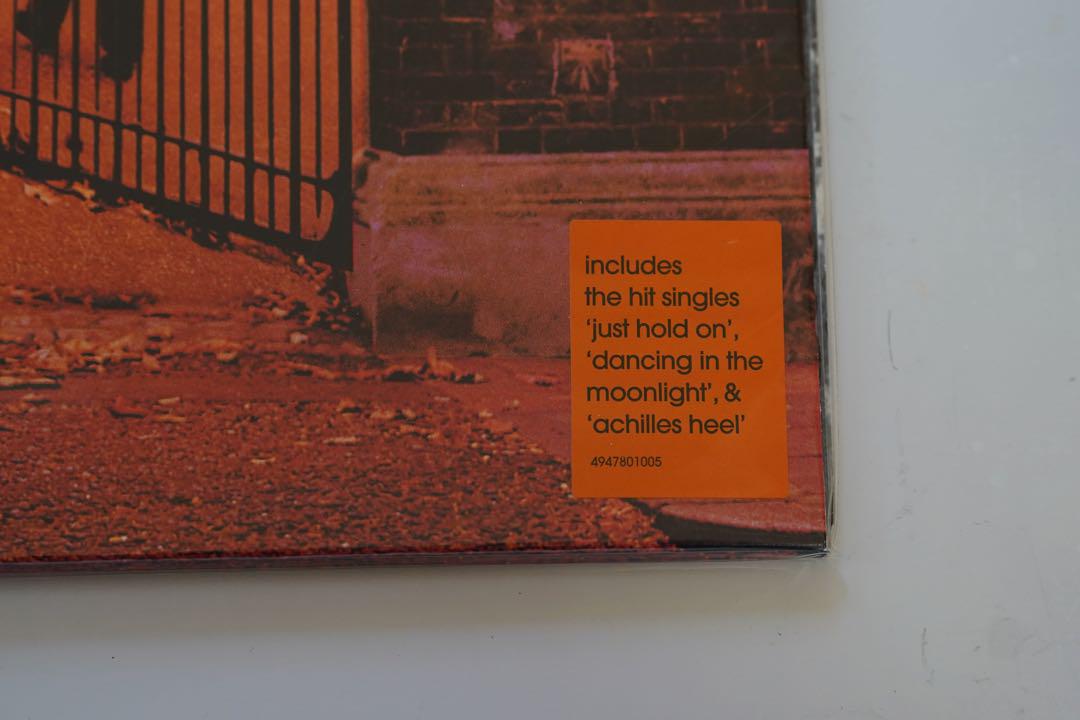 includes
the hit singles
‘just hold on’,
‘dancing in the
moonlight’, &
‘achilles heel’
4947801005